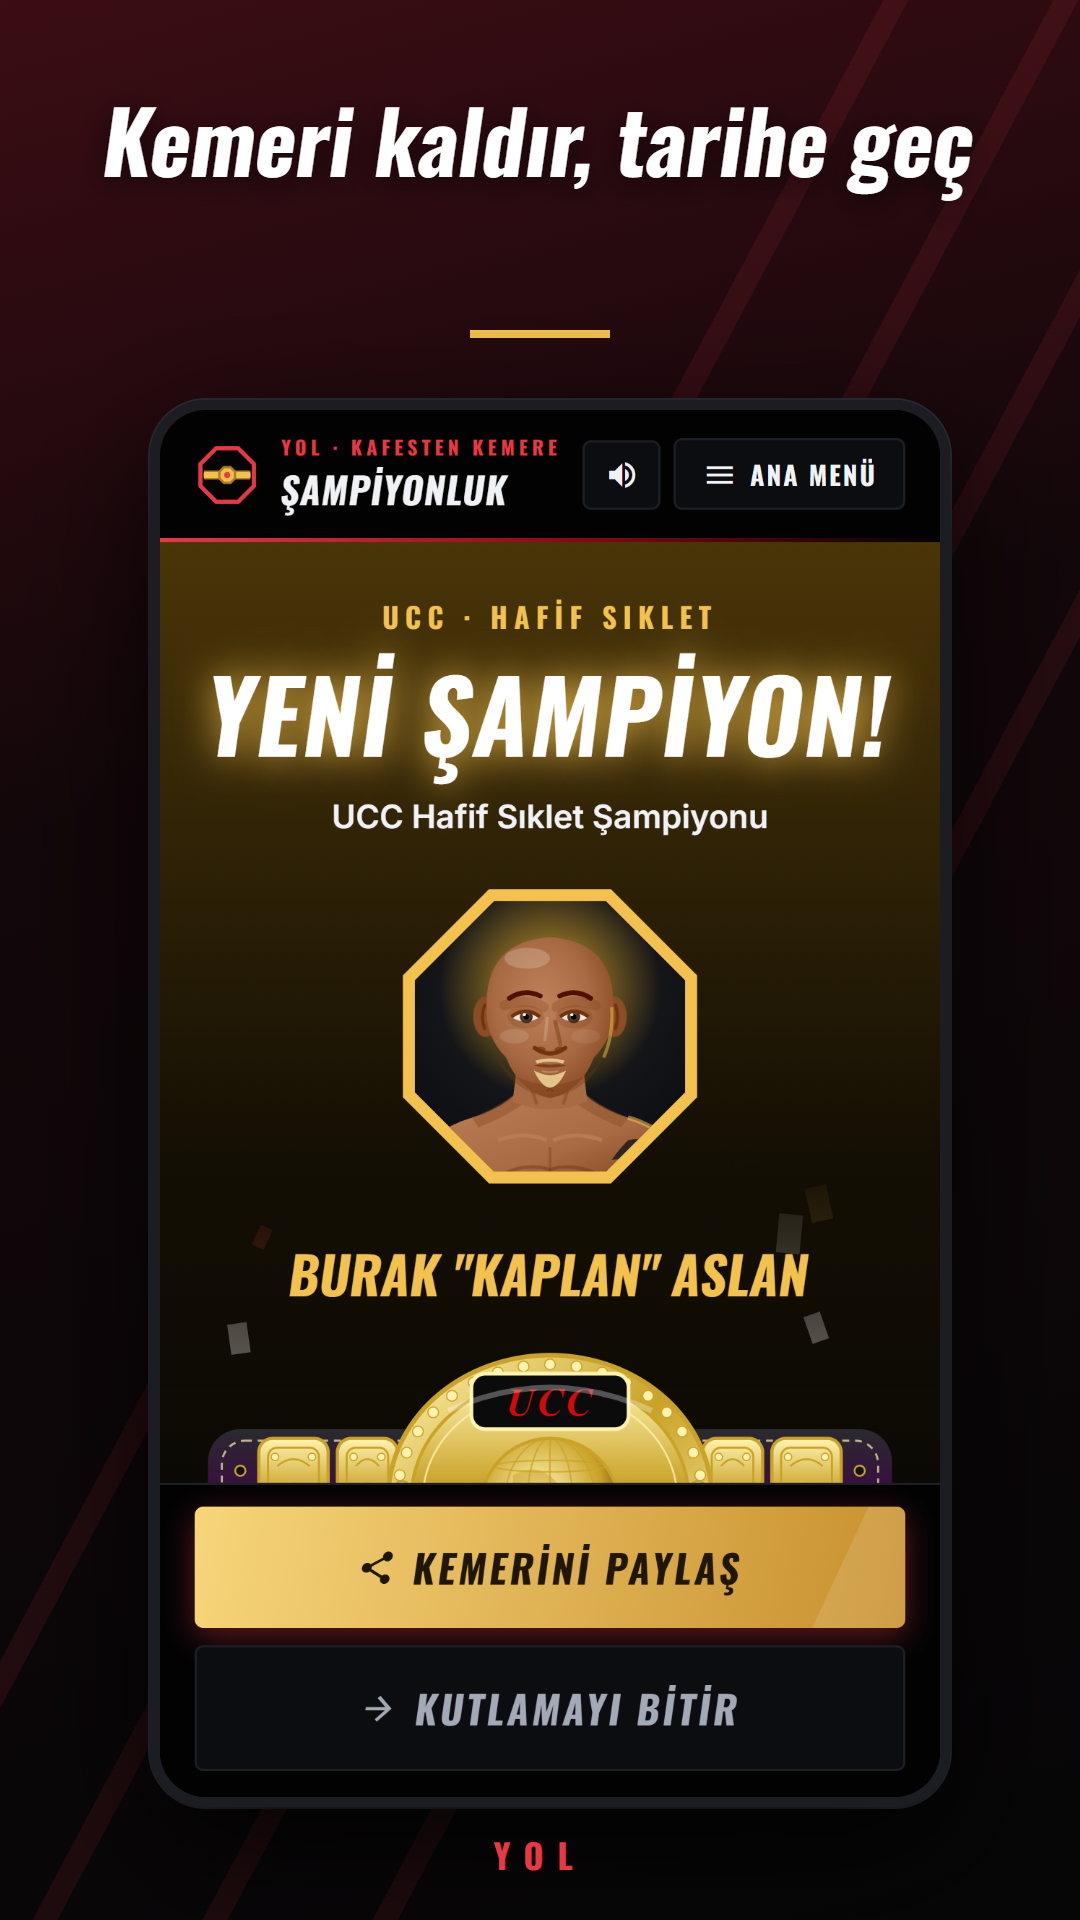 Kemeri kaldır, tarihe geç
YOL · KAFESTEN KEMERE
ŞAMPİYONLUK
ANA MENÜ
UCC · HAFİF SIKLET
YENİ ŞAMPİYON!
UCC Hafif Sıklet Şampiyonu
BURAK "KAPLAN" ASLAN
UCC
KEMERİNİ PAYLAŞ
KUTLAMAYI BİTİR
YOL